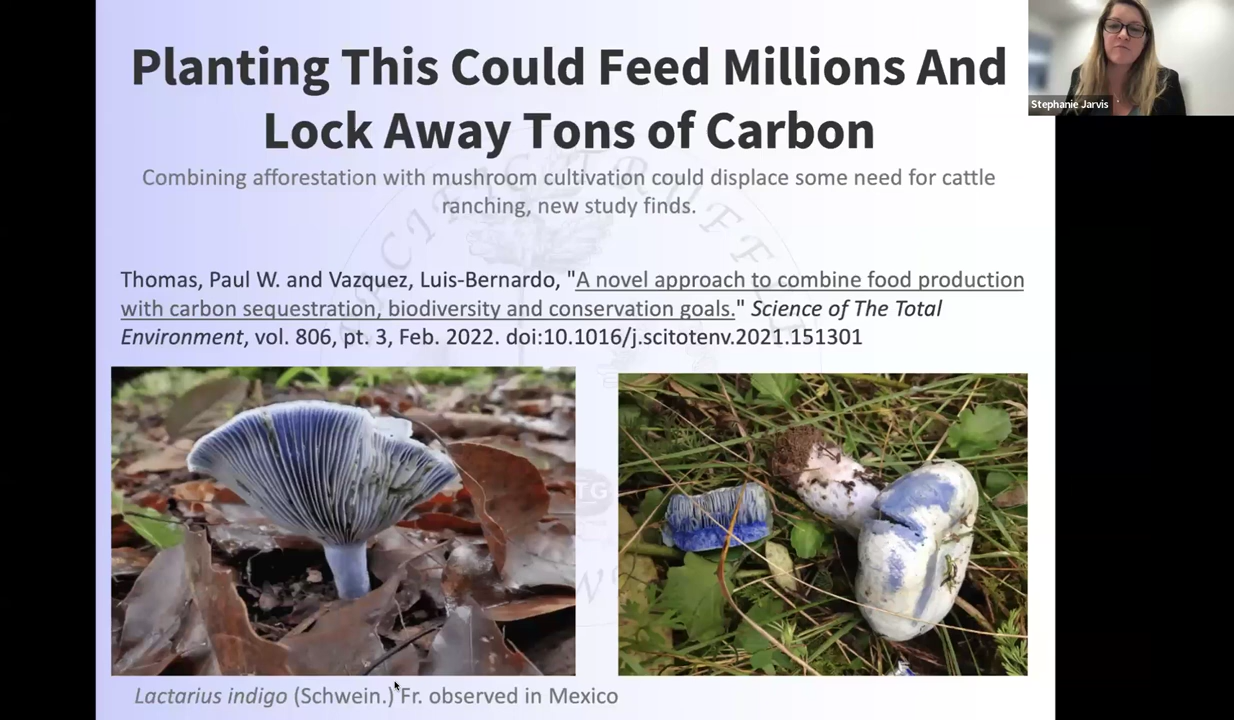 Planting This Could Feed Millions And
Lock Away Tons of Carbon
Combining afforestation with mushroom cultivation could displace some need for cattle
ranching, new study finds.
Thomas, Paul W. and Vazquez, Luis-Bernardo, "A novel approach to combine food production
with carbon sequestration, biodiversity and conservation goals." Science of The Total
Environment, vol. 806, pt. 3, Feb. 2022. doi:10.1016/j.scitotenv.2021.151301
Lactarius indigo (Schwein.) Fr. observed in Mexico
Stephanie Jarvis